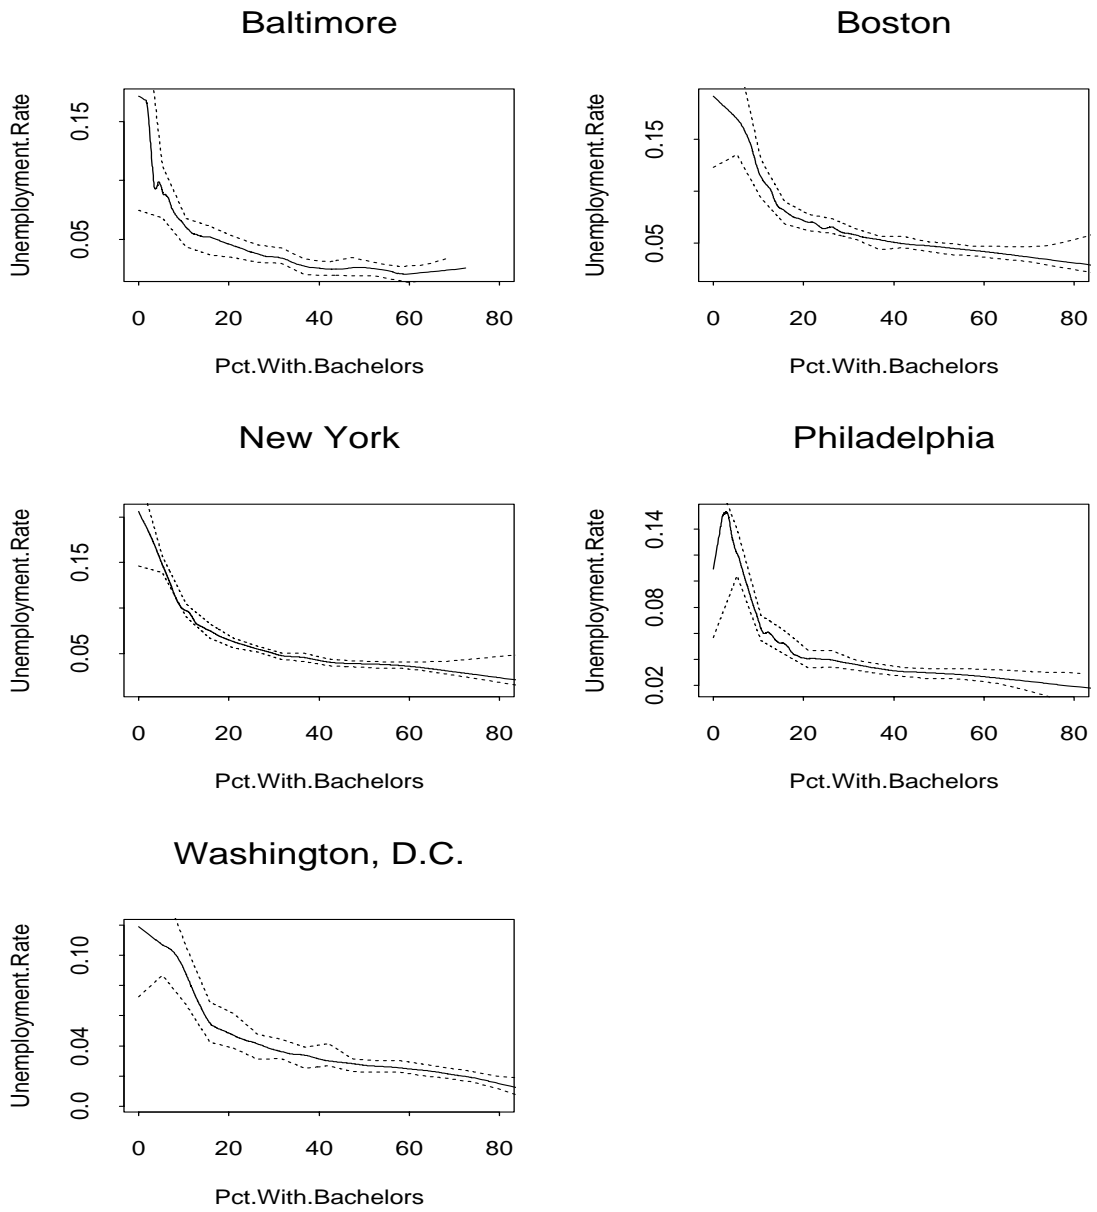 Baltimore
Unemployment.Rate
0.15
0.05
0 20 40 60 80
Pct.With.Bachelors
Boston
Unemployment.Rate
0.15
0.05
0 20 40 60 80
Pct.With.Bachelors
New York
Unemployment.Rate
0.15
0.05
0 20 40 60 80
Pct.With.Bachelors
Philadelphia
Unemployment.Rate
0.14
0.08
0.02
0 20 40 60 80
Pct.With.Bachelors
Washington, D.C.
Unemployment.Rate
0.10
0.04
0.0
0 20 40 60 80
Pct.With.Bachelors